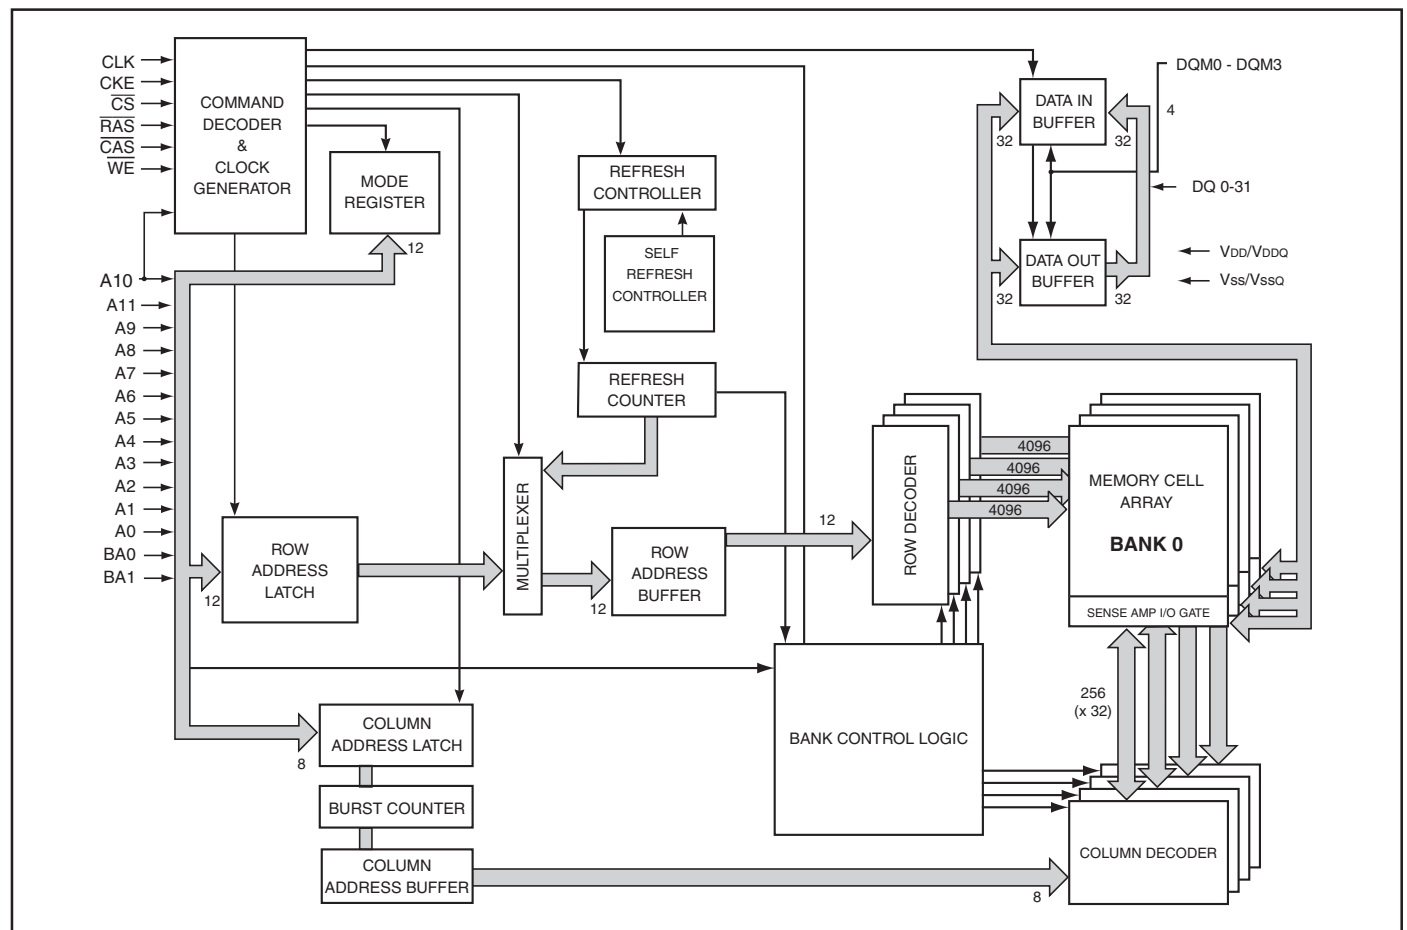 CLK
CKE
CS
RAS
CAS
WE
A10
A11
A9
A8
A7
A6
A5
A4
A3
A2
A1
A0
BA0
BA1
COMMAND
DECODER
&
CLOCK
GENERATOR
MODE
REGISTER
12
REFRESH
CONTROLLER
SELF
REFRESH
CONTROLLER
REFRESH
COUNTER
DATA IN
BUFFER
32
32
DQM0 - DQM3
4
DQ 0-31
DATA OUT
BUFFER
32
32
VDD/VDDQ
VSS/VSSQ
ROW
ADDRESS
LATCH
12
MULTIPLEXER
12
ROW
ADDRESS
BUFFER
12
ROW DECODER
4096
4096
4096
4096
MEMORY CELL
ARRAY
BANK 0
SENSE AMP I/O GATE
256
(x 32)
BANK CONTROL LOGIC
COLUMN
ADDRESS LATCH
8
BURST COUNTER
COLUMN
ADDRESS BUFFER
8
COLUMN DECODER